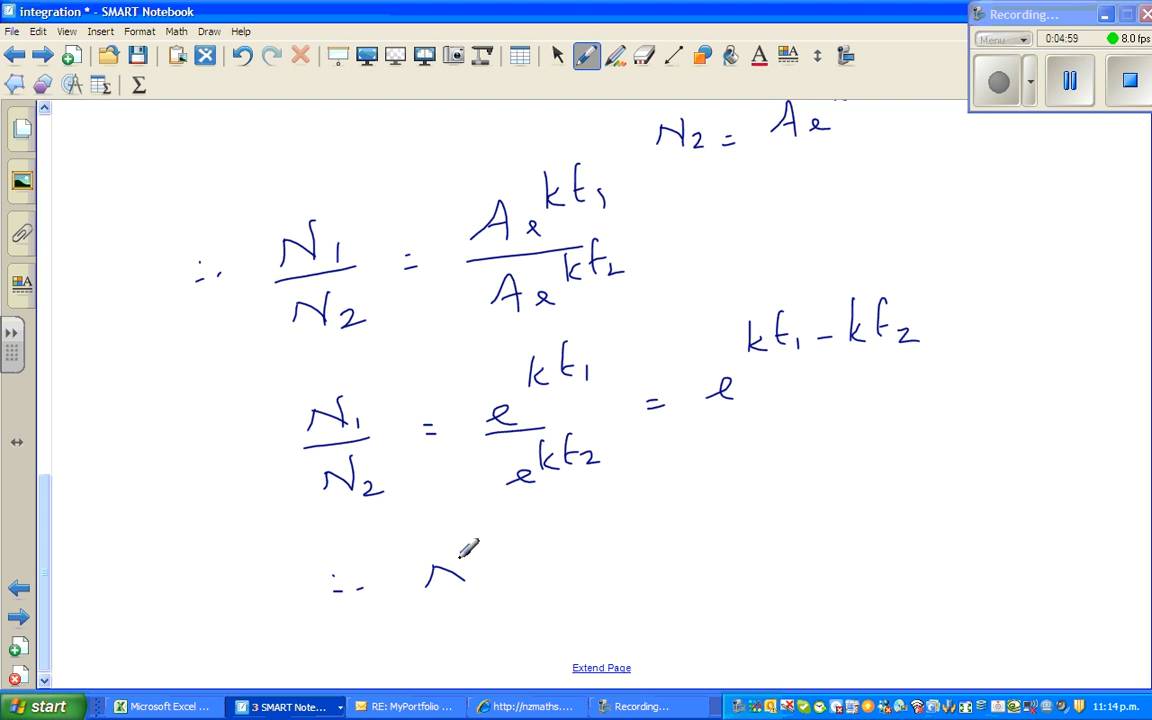 integration * - SMART Notebook
Recording...
File Edit View Insert Format Math Draw Help
Menu 0:04:59 8.0 fps
N₂ = Ae
∴ N₁/N₂ = Ae^(kt₁)/Ae^(kt₂)
N₁/N₂ = e^(kt₁)/e^(kt₂) = e^(kt₁ - kt₂)
∴
Extend Page
start
Microsoft Excel ...
3 SMART Note...
RE: MyPortfolio ...
http://nzmaths....
Recording...
11:14 p.m.